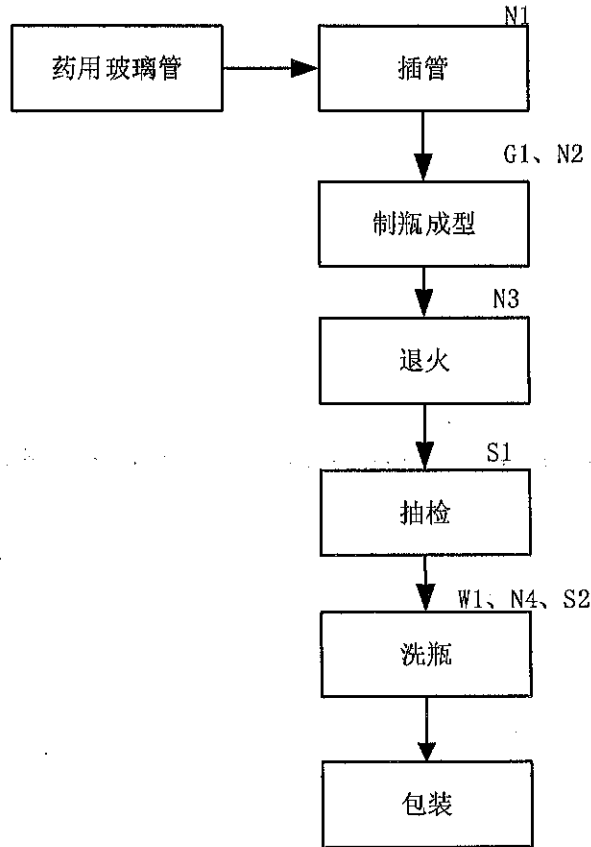 N1
药用玻璃管
插管
G1、N2
制瓶成型
N3
退火
S1
抽检
W1、N4、S2
洗瓶
包装